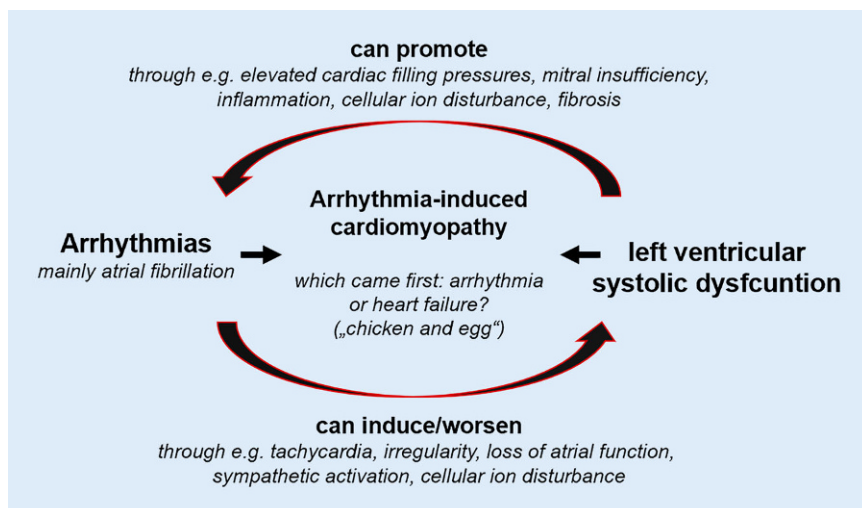 can promote
through e.g. elevated cardiac filling pressures, mitral insufficiency,
inflammation, cellular ion disturbance, fibrosis
Arrhythmia-induced
cardiomyopathy
Arrhythmias
mainly atrial fibrillation
left ventricular
systolic dysfcuntion
which came first: arrhythmia
or heart failure?
(„chicken and egg“)
can induce/worsen
through e.g. tachycardia, irregularity, loss of atrial function,
sympathetic activation, cellular ion disturbance